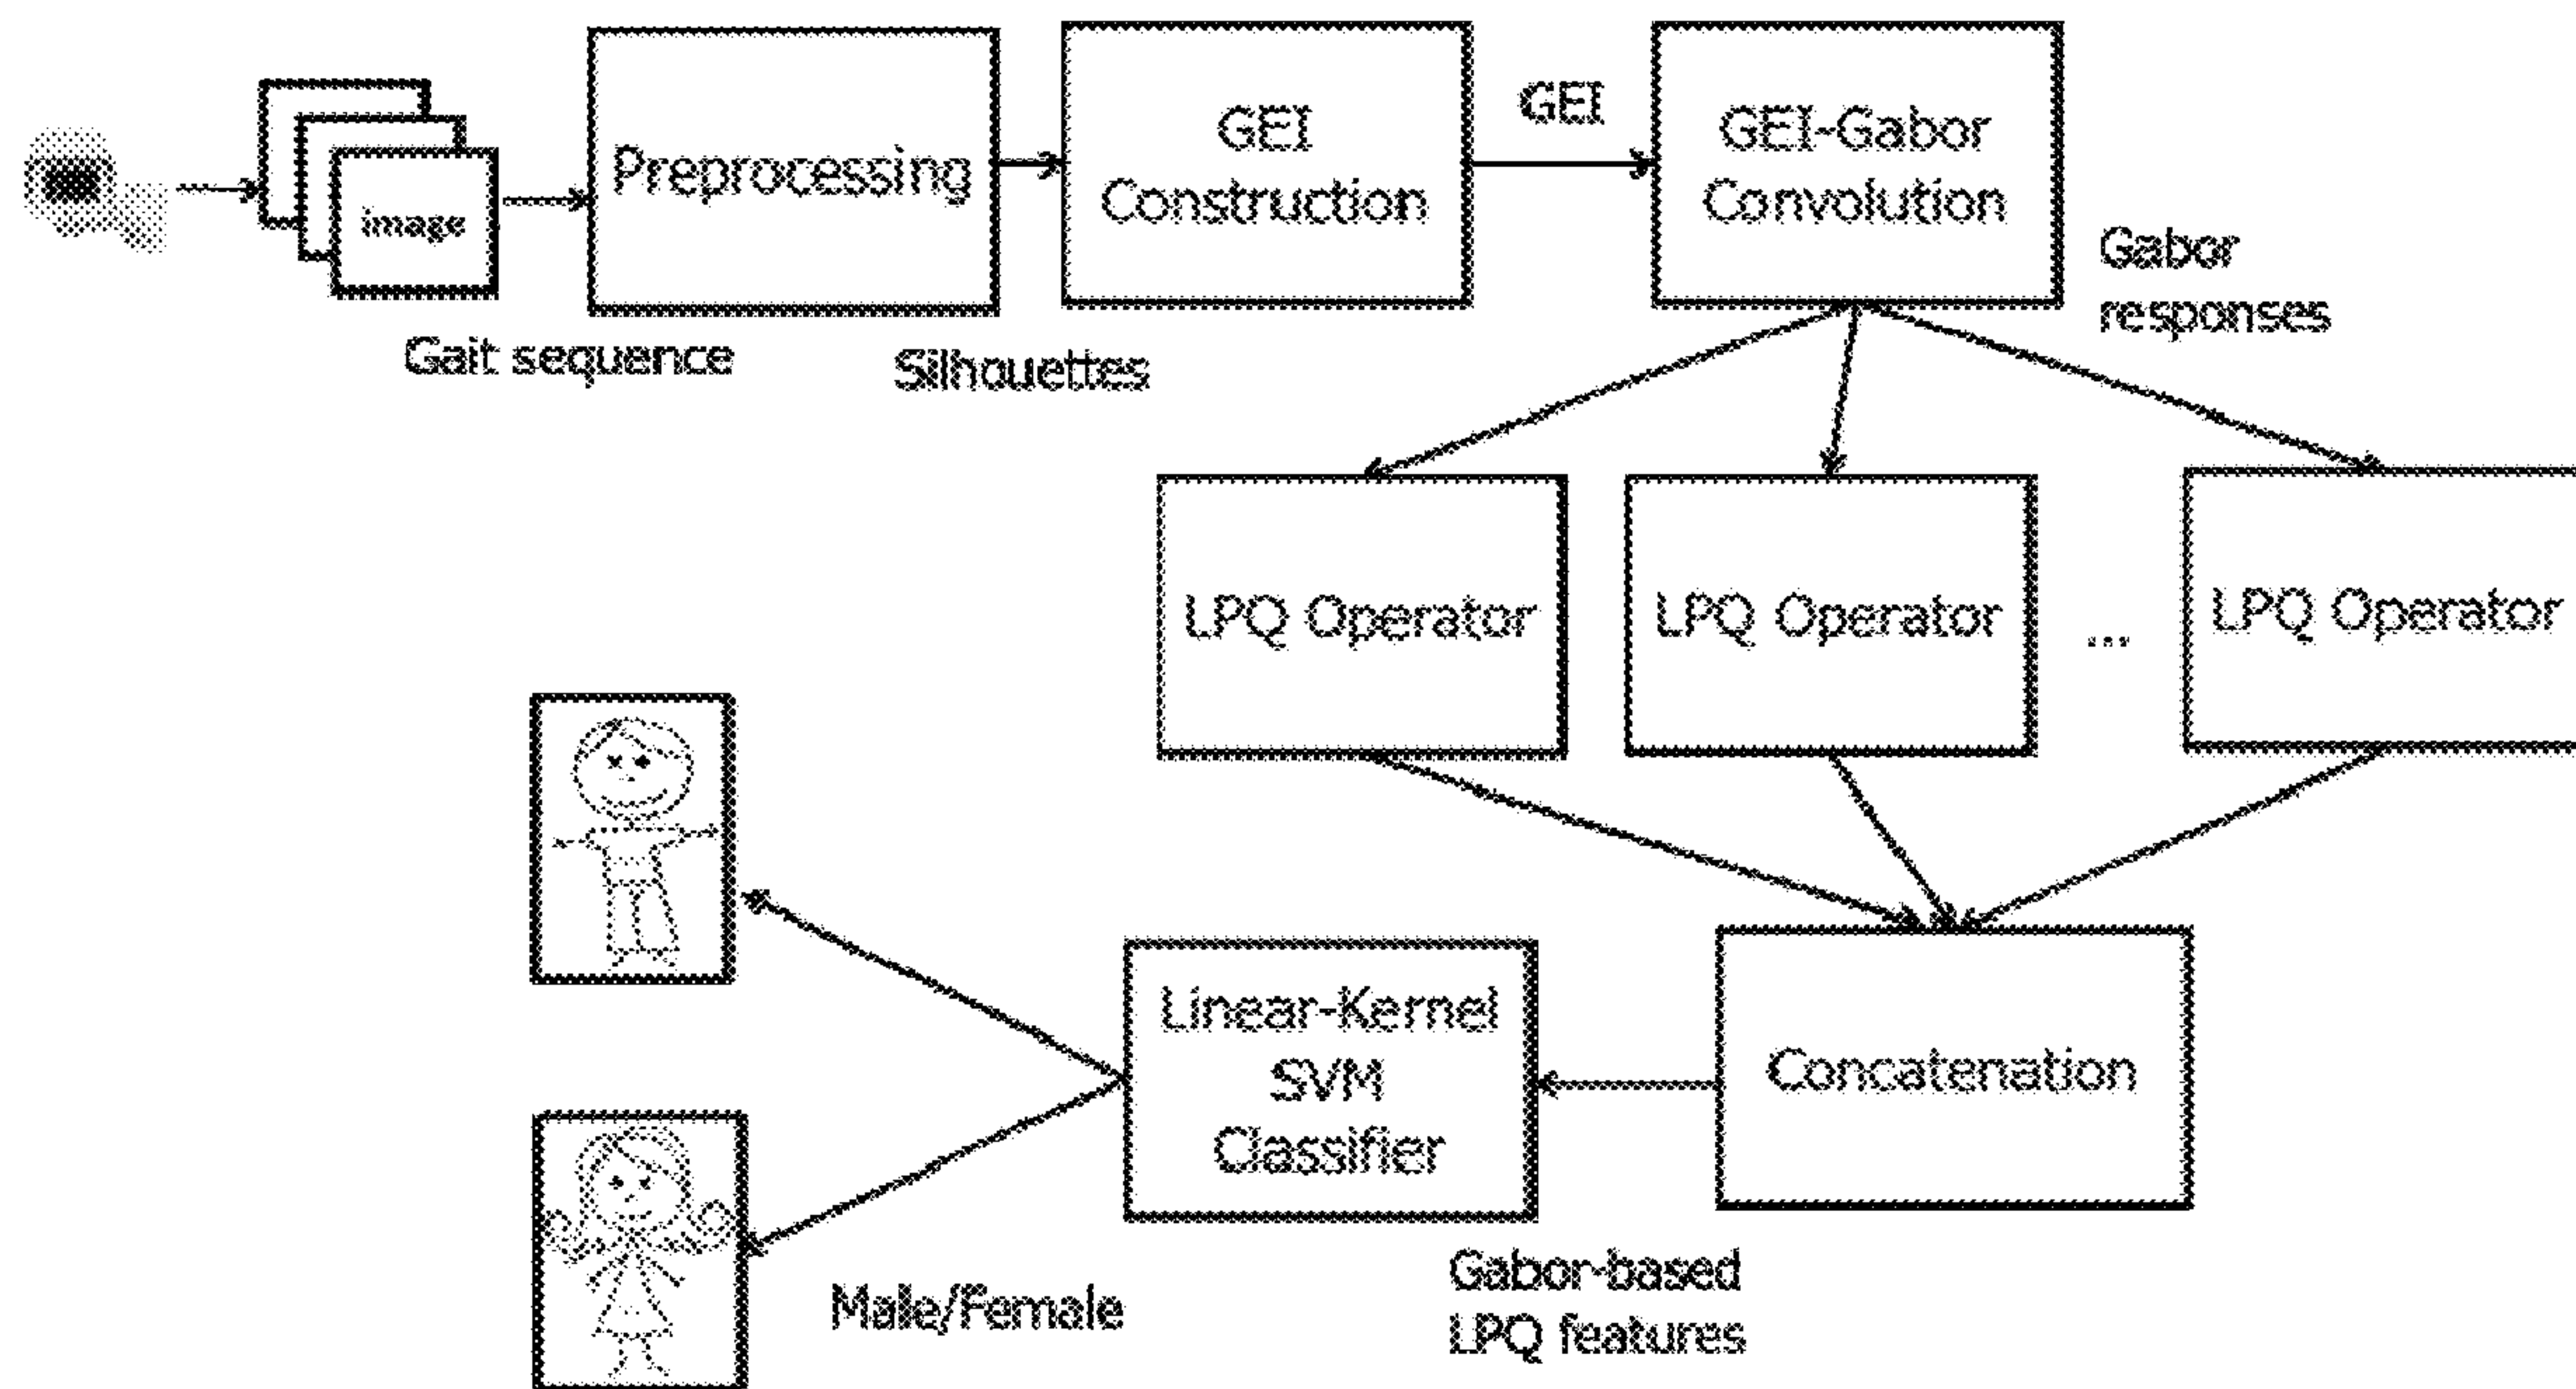 image
Gait sequence
Preprocessing
Silhouettes
GEI
Construction
GEI
GEI-Gabor
Convolution
Gabor
responses
LPQ Operator
LPQ Operator
...
LPQ Operator
Concatenation
Gabor-based
LPQ features
Linear-Kernel
SVM
Classifier
Male/Female